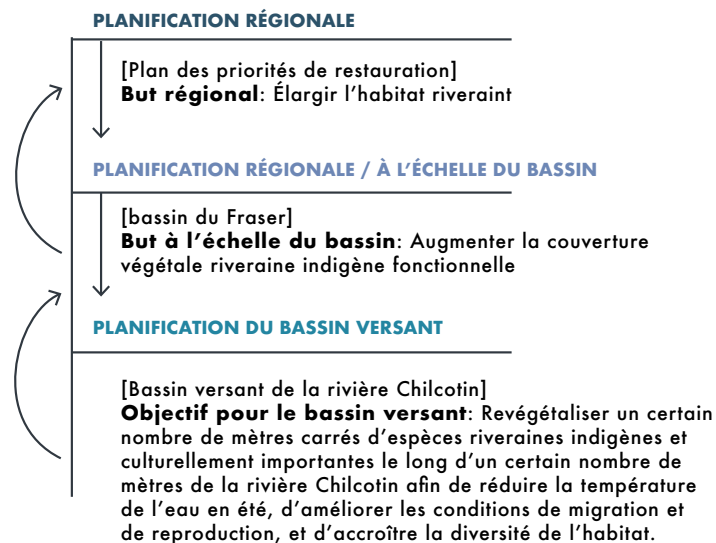 PLANIFICATION RÉGIONALE
[Plan des priorités de restauration]
But régional: Élargir l’habitat riveraint
PLANIFICATION RÉGIONALE / À L’ÉCHELLE DU BASSIN
[bassin du Fraser]
But à l’échelle du bassin: Augmenter la couverture
végétale riveraine indigène fonctionnelle
PLANIFICATION DU BASSIN VERSANT
[Bassin versant de la rivière Chilcotin]
Objectif pour le bassin versant: Revégétaliser un certain
nombre de mètres carrés d’espèces riveraines indigènes et
culturellement importantes le long d’un certain nombre de
mètres de la rivière Chilcotin afin de réduire la température
de l’eau en été, d’améliorer les conditions de migration et
de reproduction, et d’accroître la diversité de l’habitat.